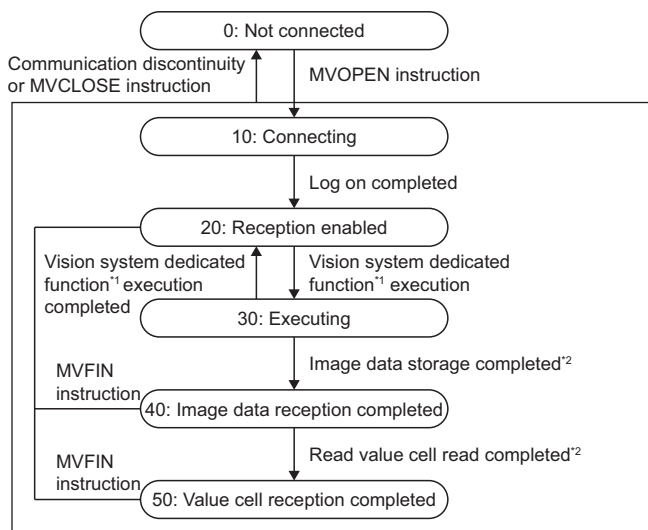 0: Not connected
Communication discontinuity
or MVCLOSE instruction
MVOPEN instruction
10: Connecting
Log on completed
20: Reception enabled
Vision system dedicated
function*1 execution
completed
Vision system dedicated
function*1 execution
30: Executing
Image data storage completed*2
MVFIN
instruction
40: Image data reception completed
Read value cell read completed*2
MVFIN
instruction
50: Value cell reception completed